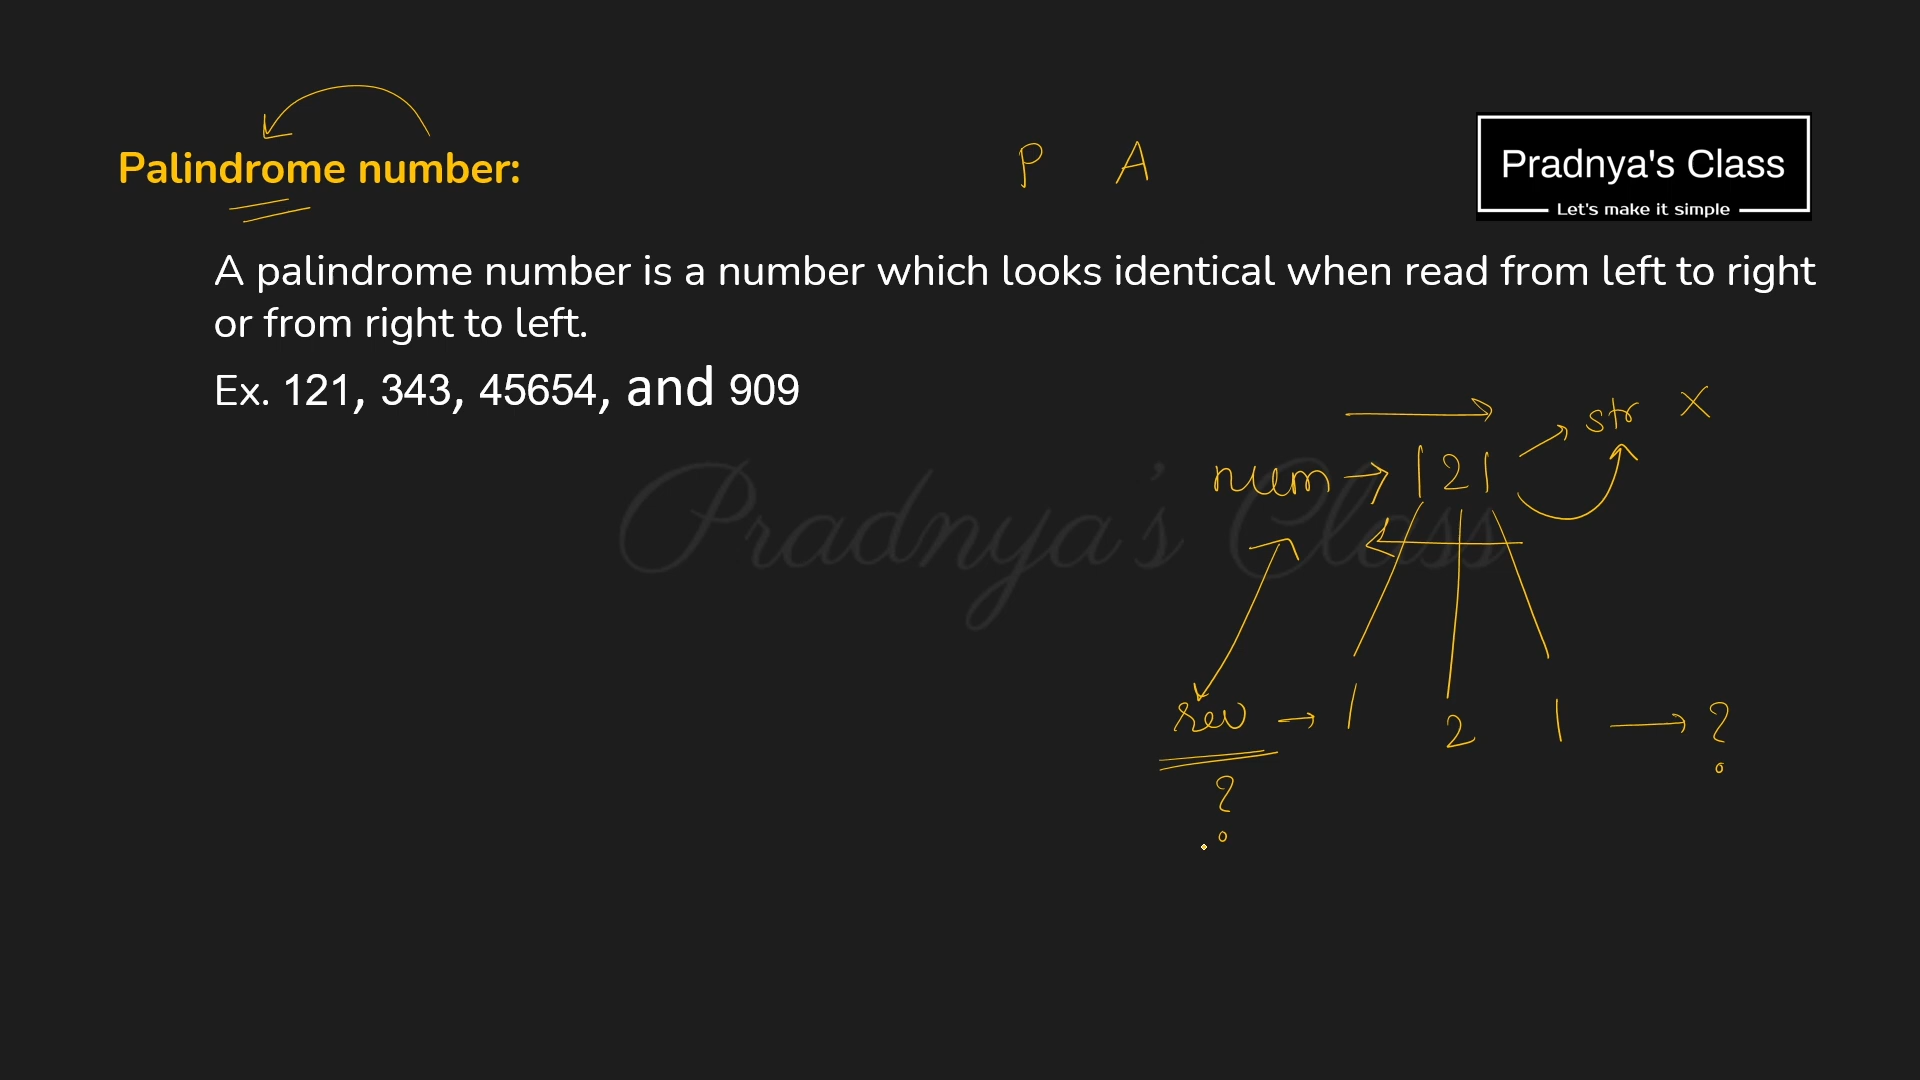 Palindrome number:
P A
Pradnya's Class
Let's make it simple
A palindrome number is a number which looks identical when read from left to right
or from right to left.
Ex. 121, 343, 45654, and 909
str X
num → 121
Pradnya's Class
rev → 1 2 1 → ?
?